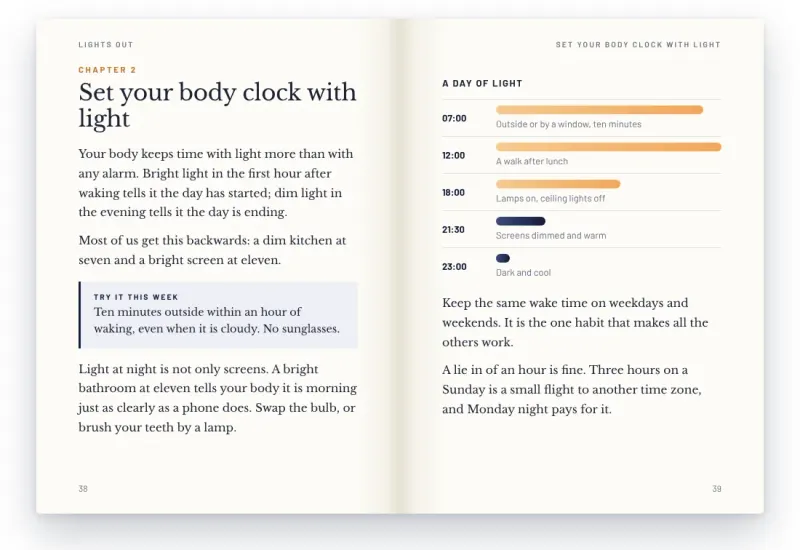 LIGHTS OUT
CHAPTER 2
Set your body clock with
light
Your body keeps time with light more than with
any alarm. Bright light in the first hour after
waking tells it the day has started; dim light in
the evening tells it the day is ending.
Most of us get this backwards: a dim kitchen at
seven and a bright screen at eleven.
TRY IT THIS WEEK
Ten minutes outside within an hour of
waking, even when it is cloudy. No sunglasses.
Light at night is not only screens. A bright
bathroom at eleven tells your body it is morning
just as clearly as a phone does. Swap the bulb, or
brush your teeth by a lamp.
38
SET YOUR BODY CLOCK WITH LIGHT
A DAY OF LIGHT
07:00
Outside or by a window, ten minutes
12:00
A walk after lunch
18:00
Lamps on, ceiling lights off
21:30
Screens dimmed and warm
23:00
Dark and cool
Keep the same wake time on weekdays and
weekends. It is the one habit that makes all the
others work.
A lie in of an hour is fine. Three hours on a
Sunday is a small flight to another time zone,
and Monday night pays for it.
39